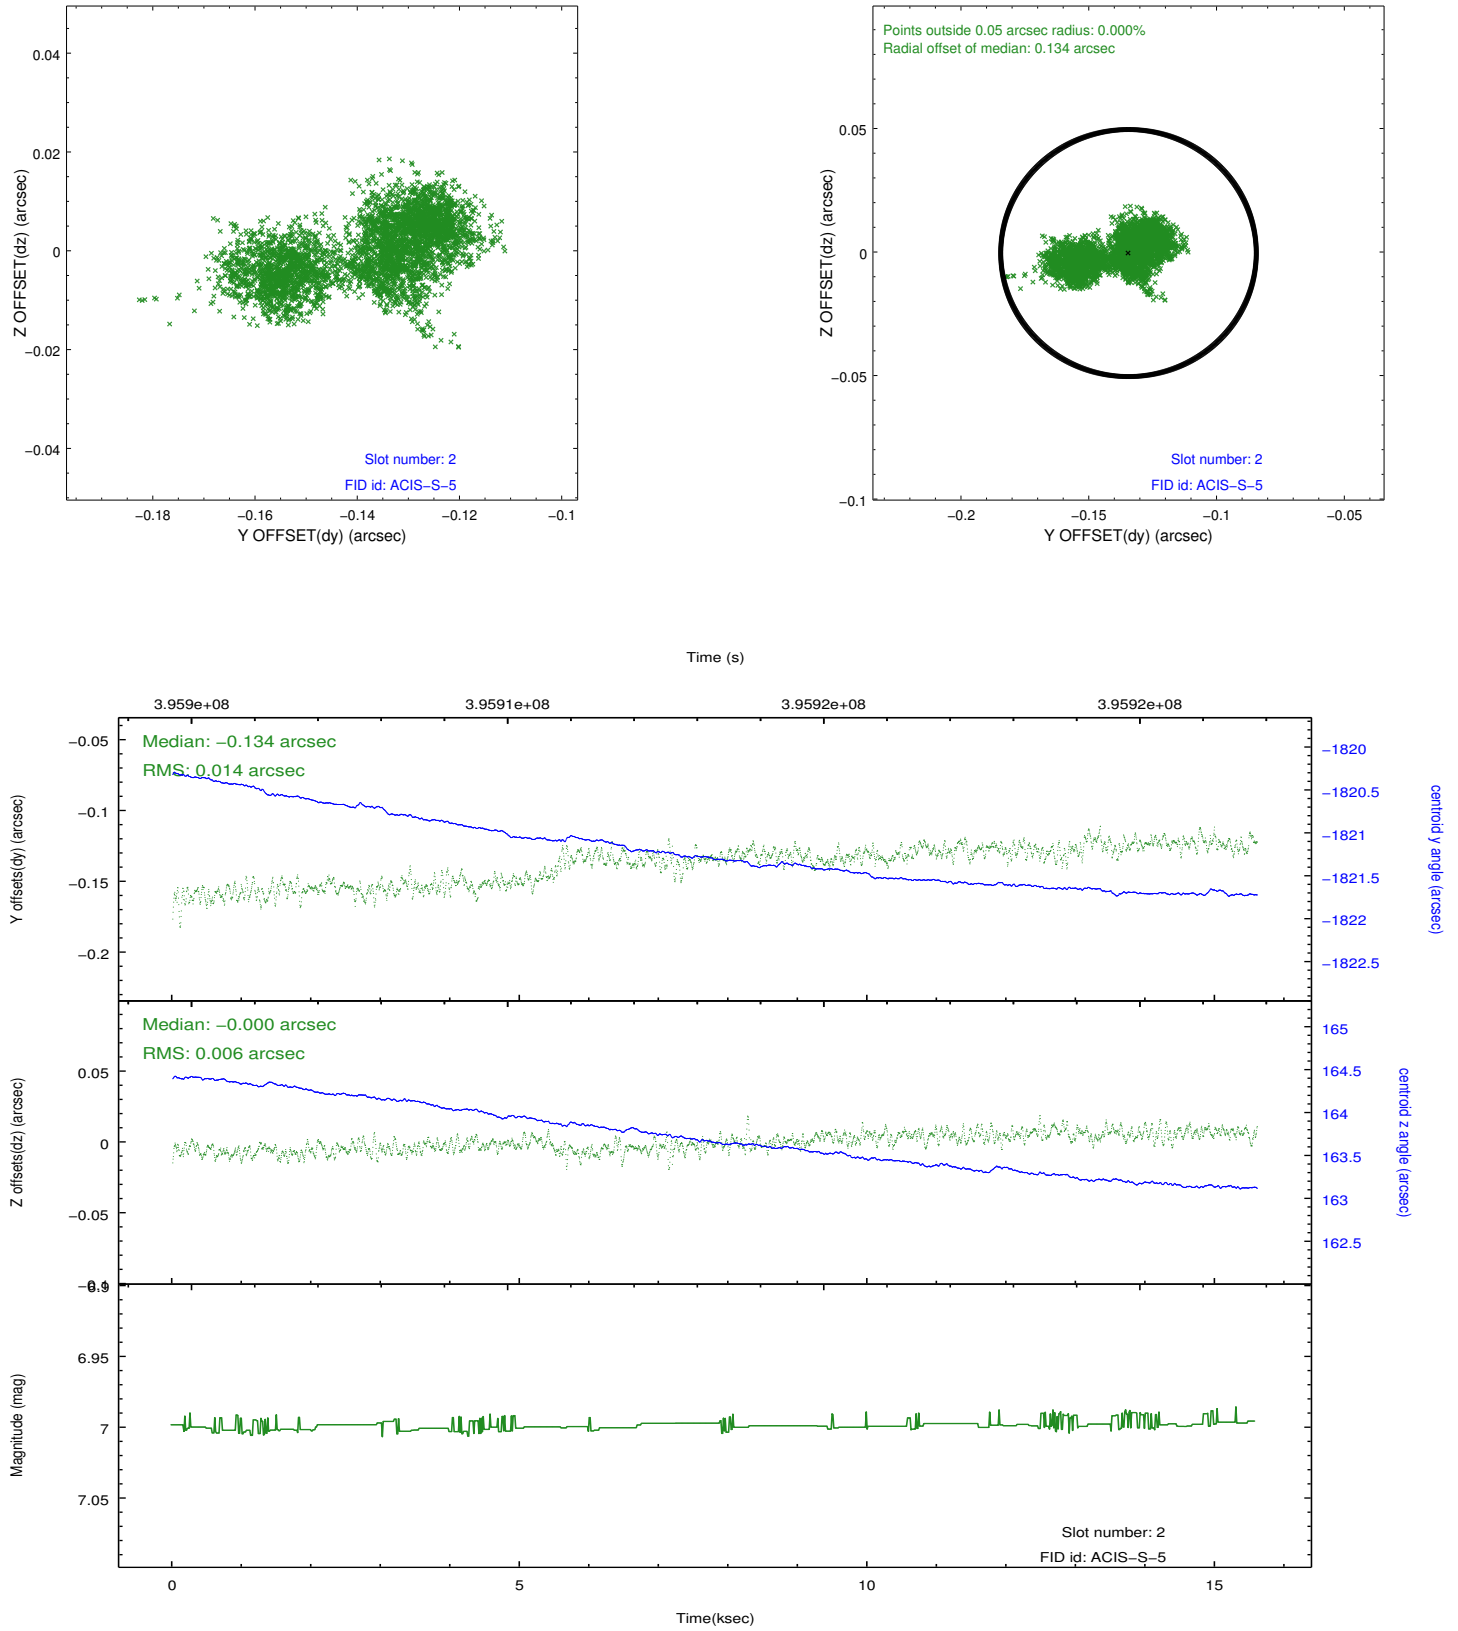 0.04
0.02
0
−0.02
−0.04
Z OFFSET(dz) (arcsec)
Slot number: 2
FID id: ACIS−S−5
−0.18 −0.16 −0.14 −0.12 −0.1
Y OFFSET(dy) (arcsec)
Points outside 0.05 arcsec radius: 0.000%
Radial offset of median: 0.134 arcsec
0.05
0
−0.05
−0.1
Z OFFSET(dz) (arcsec)
Slot number: 2
FID id: ACIS−S−5
−0.2 −0.15 −0.1 −0.05
Y OFFSET(dy) (arcsec)
Time (s)
3.959e+08 3.9591e+08 3.9592e+08 3.9592e+08
Median: −0.134 arcsec
RMS: 0.014 arcsec
−0.05
−0.1
−0.15
−0.2
Y offsets(dy) (arcsec)
−1820
−1820.5
−1821
−1821.5
−1822
−1822.5
centroid y angle (arcsec)
Median: −0.000 arcsec
RMS: 0.006 arcsec
0.05
0
−0.05
−0.1
Z offsets(dz) (arcsec)
165
164.5
164
163.5
163
162.5
centroid z angle (arcsec)
6.9
6.95
7
7.05
Magnitude (mag)
Slot number: 2
FID id: ACIS−S−5
0 5 10 15
Time(ksec)